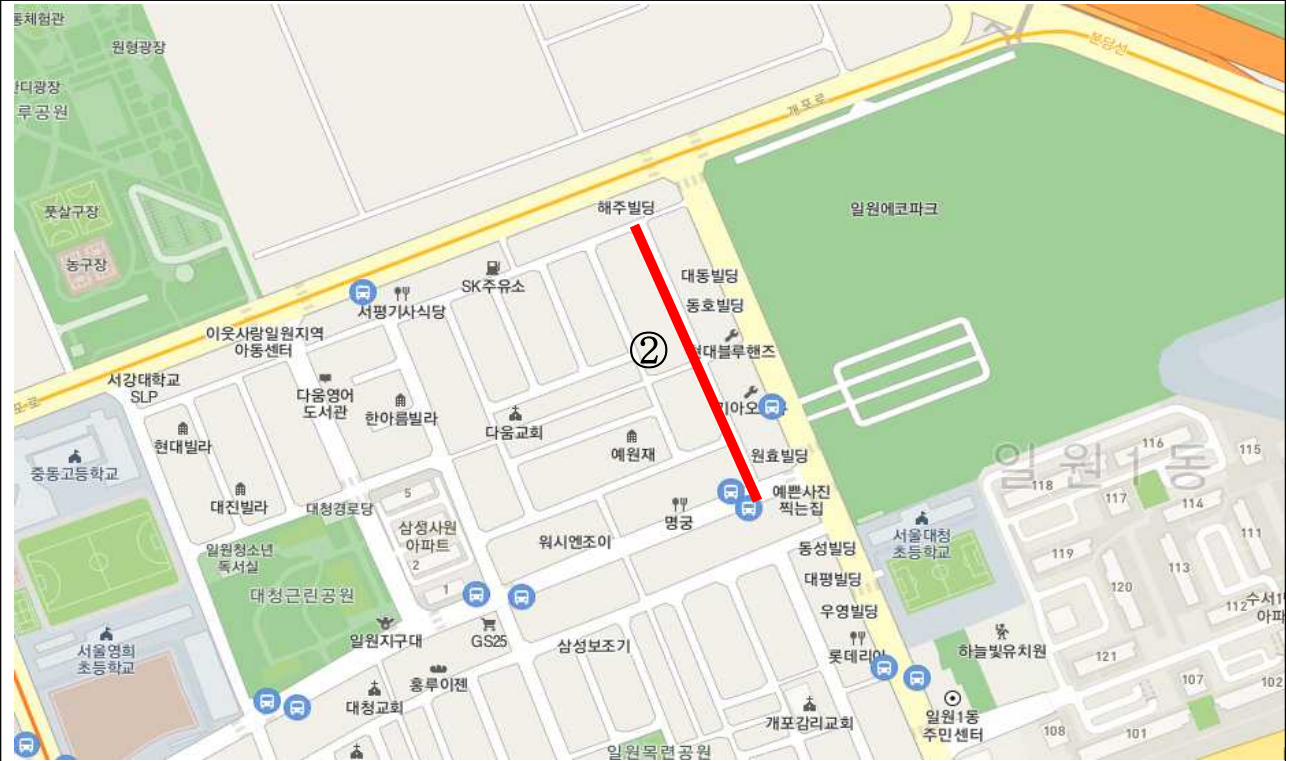 동체험관
원형광장
잔디광장
루공원
분당선
개포로
풋살구장
해주빌딩
일원에코파크
농구장
SK주유소
대동빌딩
서평기사식당
동호빌딩
이웃사랑일원지역
아동센터
②
현대블루핸즈
서강대학교
SLP
포로
다움영어
도서관
한아름빌라
기아오
현대빌라
다움교회
예원재
원효빌딩
일원1동
116
115
중동고등학교
118
117
114
대진빌라
대청경로당
5
예쁜사진
찍는집
명궁
삼성사원
아파트
2
1
워시엔조이
동성빌딩
서울대청
초등학교
111
119
113
일원청소년
독서실
대평빌딩
120
대청근린공원
112
수서1
아파
우영빌딩
일원지구대
GS25
삼성보조기
서울영희
초등학교
롯데리아
하늘빛유치원
121
홍루이젠
107
102
대청교회
개포감리교회
일원1동
주민센터
108
101
일원목련공원